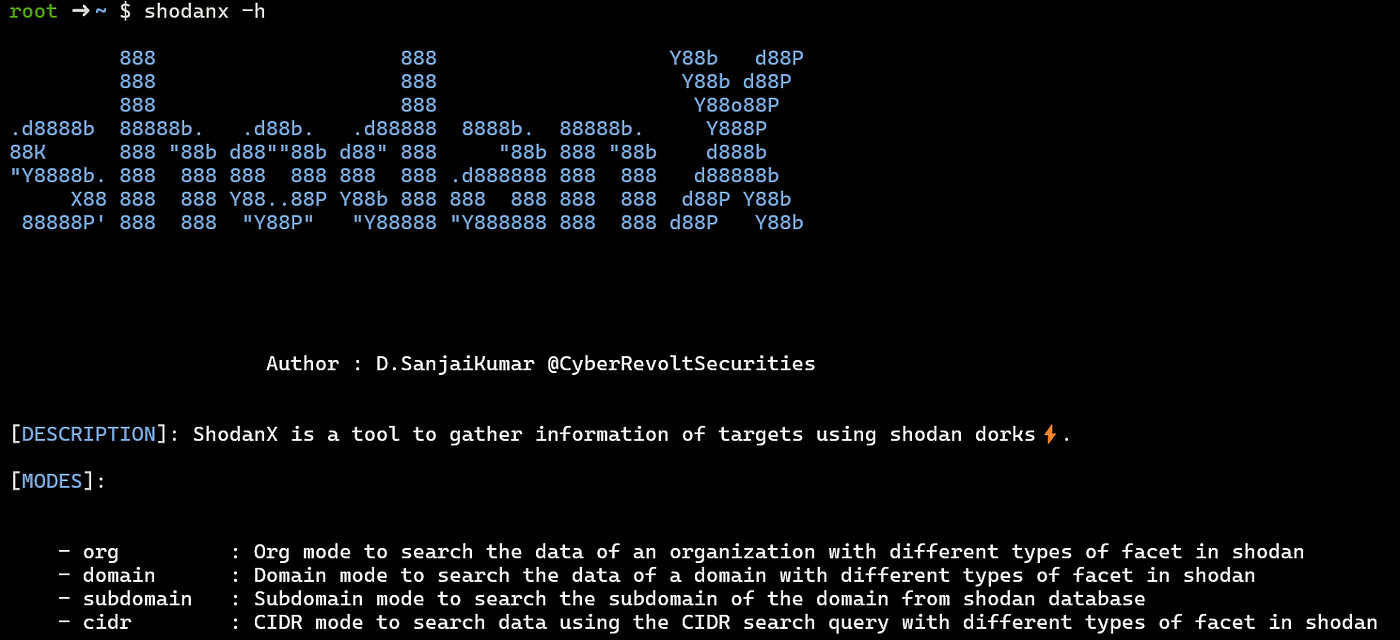 root → ~ $ shodanx -h
        888                    888                   Y88b   d88P
        888                    888                    Y88b d88P
        888                    888                     Y88o88P
.d8888b  88888b.   .d88b.   .d88888  8888b.  88888b.     Y888P
88K      888 "88b d88""88b d88" 888     "88b 888 "88b    d888b
"Y8888b. 888  888 888  888 888  888 .d888888 888  888   d88888b
     X88 888  888 Y88..88P Y88b 888 888  888 888  888  d88P Y88b
 88888P' 888  888  "Y88P"   "Y88888 "Y888888 888  888 d88P   Y88b
Author : D.SanjaiKumar @CyberRevoltSecurities
[DESCRIPTION]: ShodanX is a tool to gather information of targets using shodan dorks⚡.
[MODES]:
- org         : Org mode to search the data of an organization with different types of facet in shodan
- domain      : Domain mode to search the data of a domain with different types of facet in shodan
- subdomain   : Subdomain mode to search the subdomain of the domain from shodan database
- cidr        : CIDR mode to search data using the CIDR search query with different types of facet in shodan